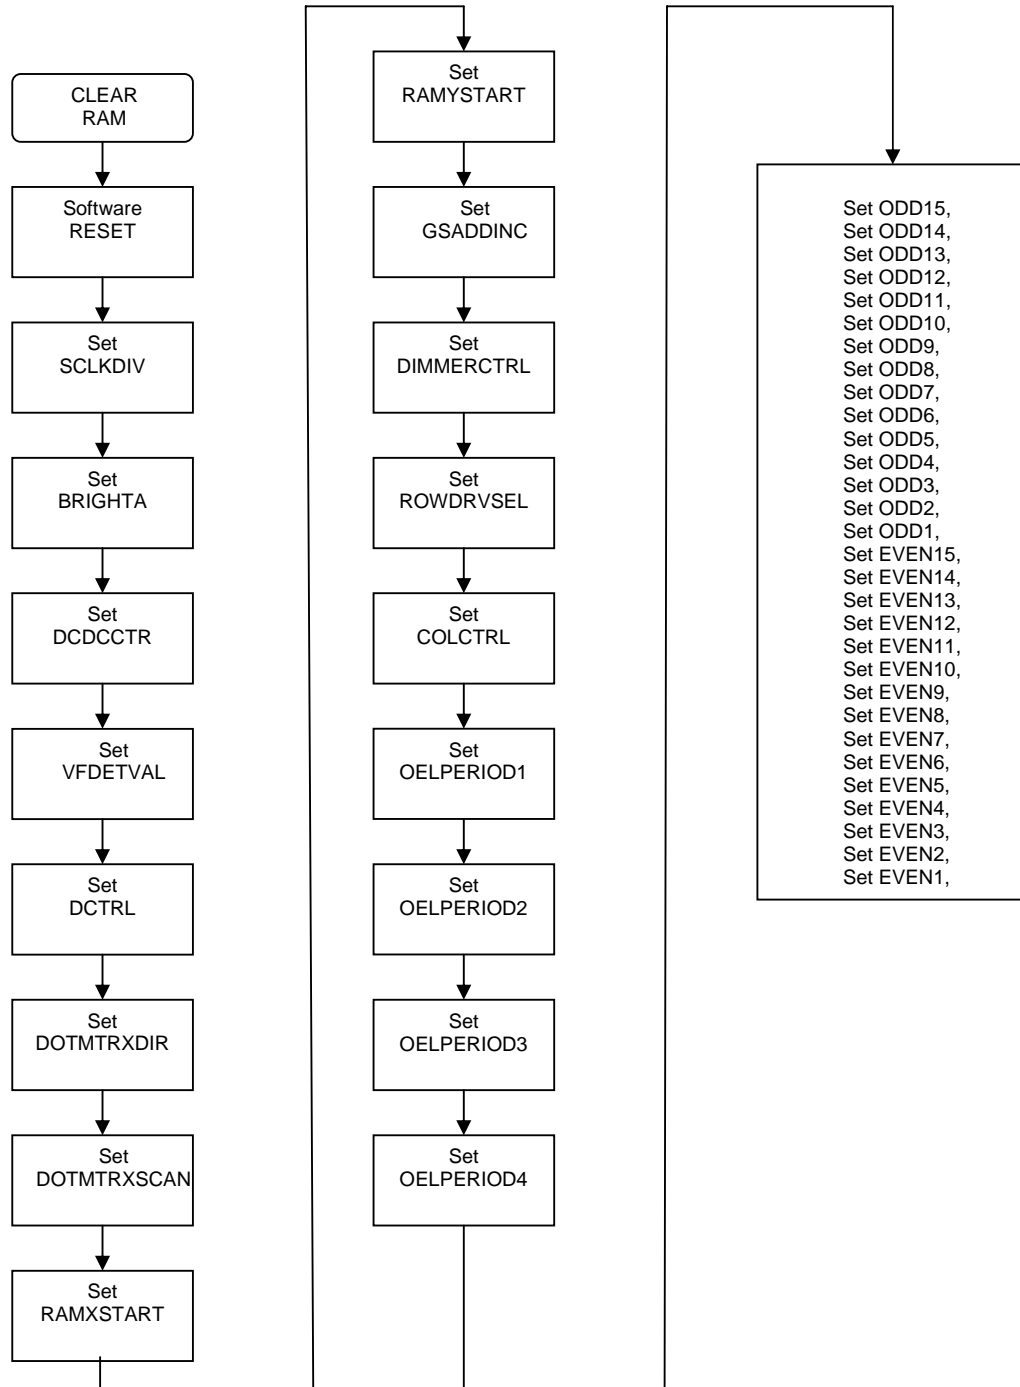 CLEAR
RAM
Software
RESET
Set
SCLKDIV
Set
BRIGHTA
Set
DCDCCTR
Set
VFDETVAL
Set
DCTRL
Set
DOTMTRXDIR
Set
DOTMTRXSCAN
Set
RAMXSTART
Set
RAMYSTART
Set
GSADDINC
Set
DIMMERCTRL
Set
ROWDRVSEL
Set
COLCTRL
Set
OELPERIOD1
Set
OELPERIOD2
Set
OELPERIOD3
Set
OELPERIOD4
Set ODD15,
Set ODD14,
Set ODD13,
Set ODD12,
Set ODD11,
Set ODD10,
Set ODD9,
Set ODD8,
Set ODD7,
Set ODD6,
Set ODD5,
Set ODD4,
Set ODD3,
Set ODD2,
Set ODD1,
Set EVEN15,
Set EVEN14,
Set EVEN13,
Set EVEN12,
Set EVEN11,
Set EVEN10,
Set EVEN9,
Set EVEN8,
Set EVEN7,
Set EVEN6,
Set EVEN5,
Set EVEN4,
Set EVEN3,
Set EVEN2,
Set EVEN1,